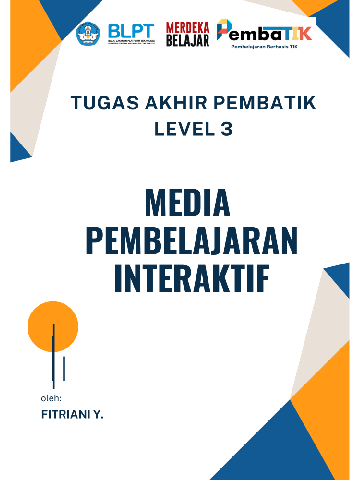 BLPT
MERDEKA
BELAJAR
PembaTIK
Pembelajaran Berbasis TIK
TUGAS AKHIR PEMBATIK
LEVEL 3
MEDIA
PEMBELAJARAN
INTERAKTIF
oleh:
FITRIANI Y.